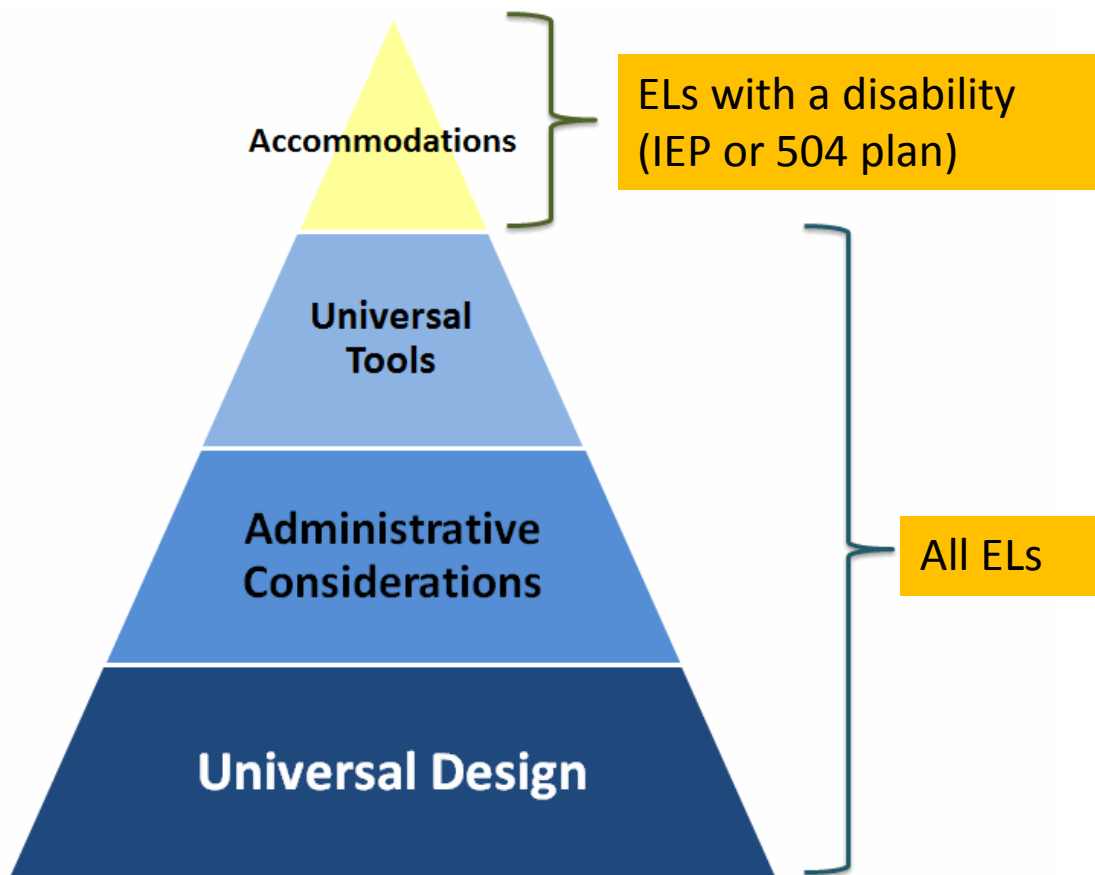 ELs with a disability
(IEP or 504 plan)
Accommodations
Universal
Tools
Administrative
Considerations
All ELs
Universal Design